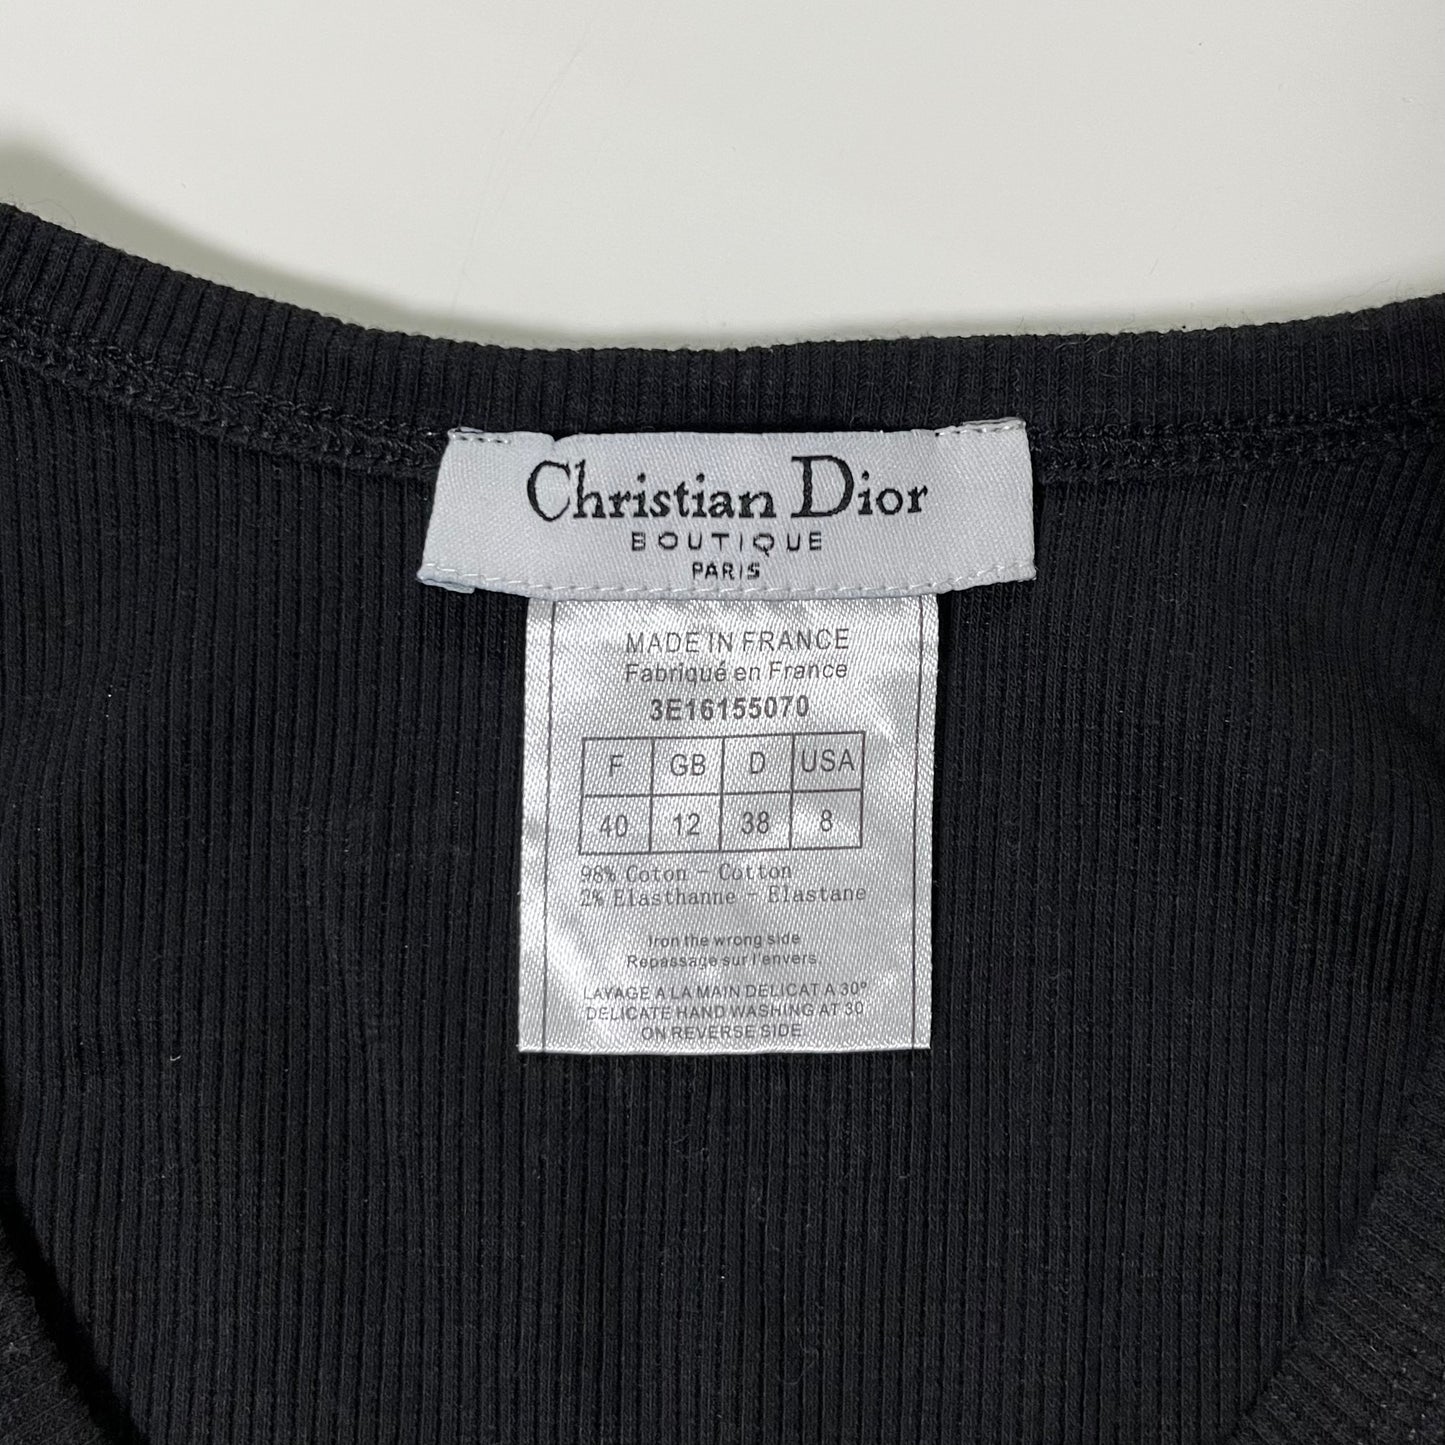 Christian Dior
BOUTIQUE
PARIS
MADE IN FRANCE
Fabriqué en France
3E16155070
F GB D USA
40 12 38 8
98% Coton - Cotton
2% Elasthanne - Elastane
Iron the wrong side
Repassage sur l'envers
LAVAGE A LA MAIN DELICAT A 30°
DELICATE HAND WASHING AT 30
ON REVERSE SIDE